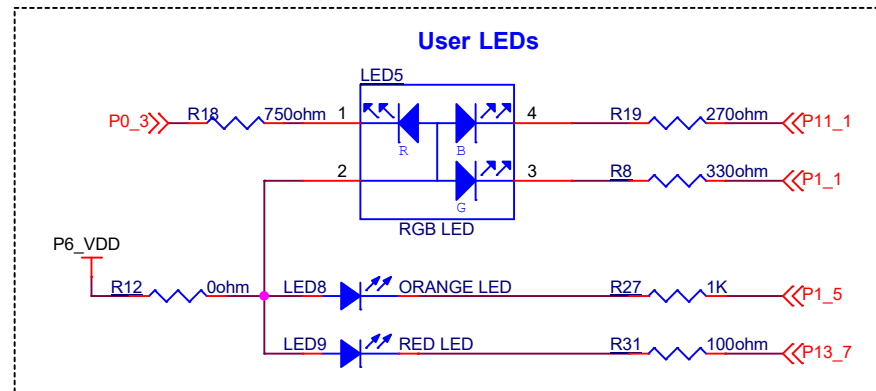 User LEDs
LED5
P0_3 R18 750ohm 1 4 R19 270ohm P11_1
R B
2 3 R8 330ohm P1_1
G
RGB LED
P6_VDD
R12 0ohm LED8 ORANGE LED R27 1K P1_5
LED9 RED LED R31 100ohm P13_7